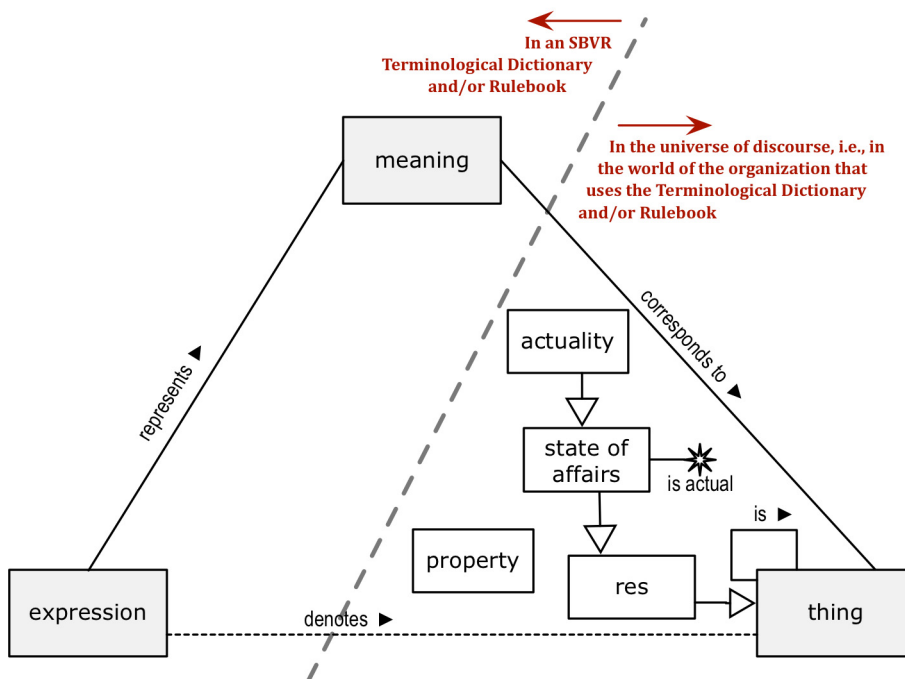 In an SBVR
Terminological Dictionary
and/or Rulebook
In the universe of discourse, i.e., in
the world of the organization that
uses the Terminological Dictionary
and/or Rulebook
meaning
corresponds to ▶
represents ▶
actuality
state of
affairs
is actual
is ▶
property
res
expression
denotes ▶
thing